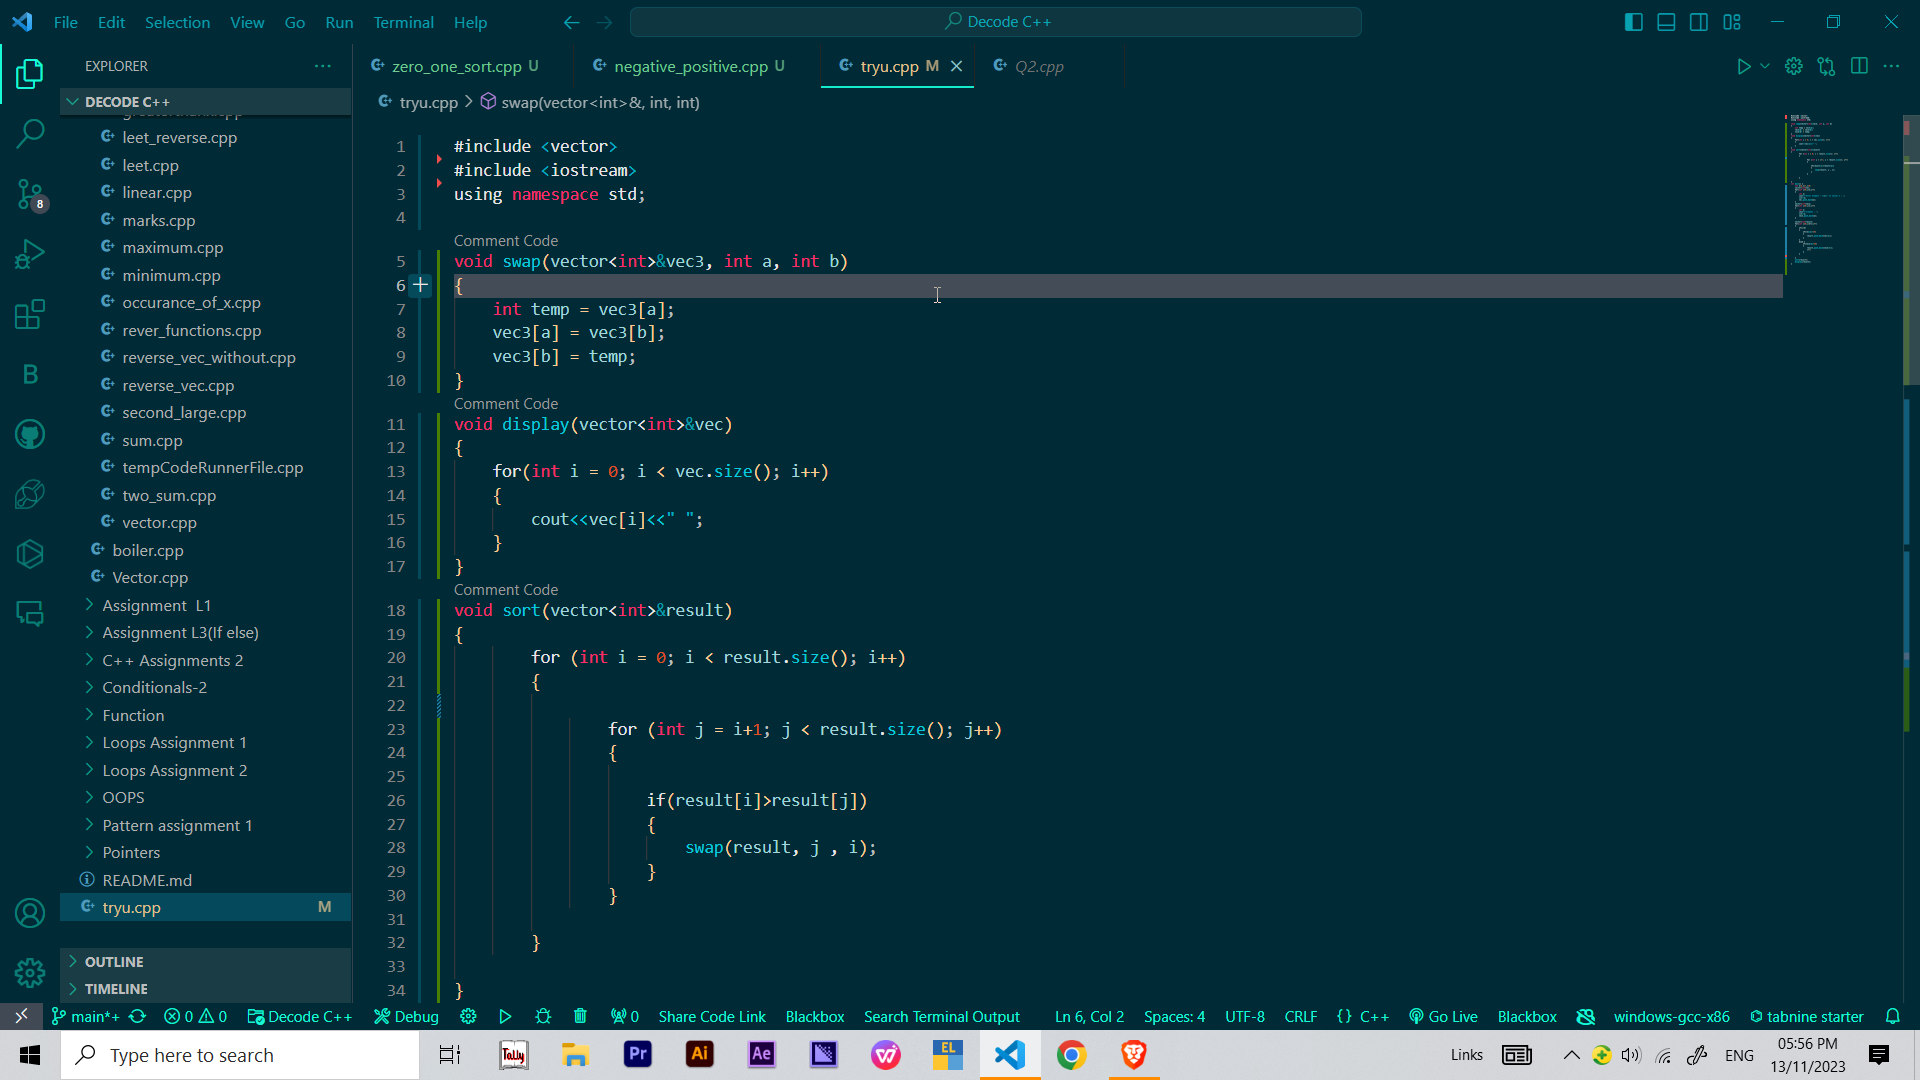 File Edit Selection View Go Run Terminal Help
Decode C++
EXPLORER
zero_one_sort.cpp U
negative_positive.cpp U
tryu.cpp M
Q2.cpp
DECODE C++
tryu.cpp > swap(vector<int>&, int, int)
leet_reverse.cpp
leet.cpp
linear.cpp
marks.cpp
maximum.cpp
minimum.cpp
occurance_of_x.cpp
rever_functions.cpp
reverse_vec_without.cpp
reverse_vec.cpp
second_large.cpp
sum.cpp
tempCodeRunnerFile.cpp
two_sum.cpp
vector.cpp
boiler.cpp
Vector.cpp
Assignment L1
Assignment L3(If else)
C++ Assignments 2
Conditionals-2
Function
Loops Assignment 1
Loops Assignment 2
OOPS
Pattern assignment 1
Pointers
README.md
tryu.cpp M
OUTLINE
TIMELINE
8
B
1 #include <vector>
2 #include <iostream>
3 using namespace std;
4
Comment Code
5 void swap(vector<int>&vec3, int a, int b)
6 {
7 int temp = vec3[a];
8 vec3[a] = vec3[b];
9 vec3[b] = temp;
10 }
Comment Code
11 void display(vector<int>&vec)
12 {
13 for(int i = 0; i < vec.size(); i++)
14 {
15 cout<<vec[i]<<" ";
16 }
17 }
Comment Code
18 void sort(vector<int>&result)
19 {
20 for (int i = 0; i < result.size(); i++)
21 {
22
23 for (int j = i+1; j < result.size(); j++)
24 {
25
26 if(result[i]>result[j])
27 {
28 swap(result, j , i);
29 }
30 }
31
32 }
33
34 }
main*+ 0 0 Decode C++ Debug 0 Share Code Link Blackbox Search Terminal Output Ln 6, Col 2 Spaces: 4 UTF-8 CRLF {} C++ Go Live Blackbox windows-gcc-x86 tabnine starter
Type here to search
Tally Pr Ai Ae EL
Links ENG
05:56 PM
13/11/2023